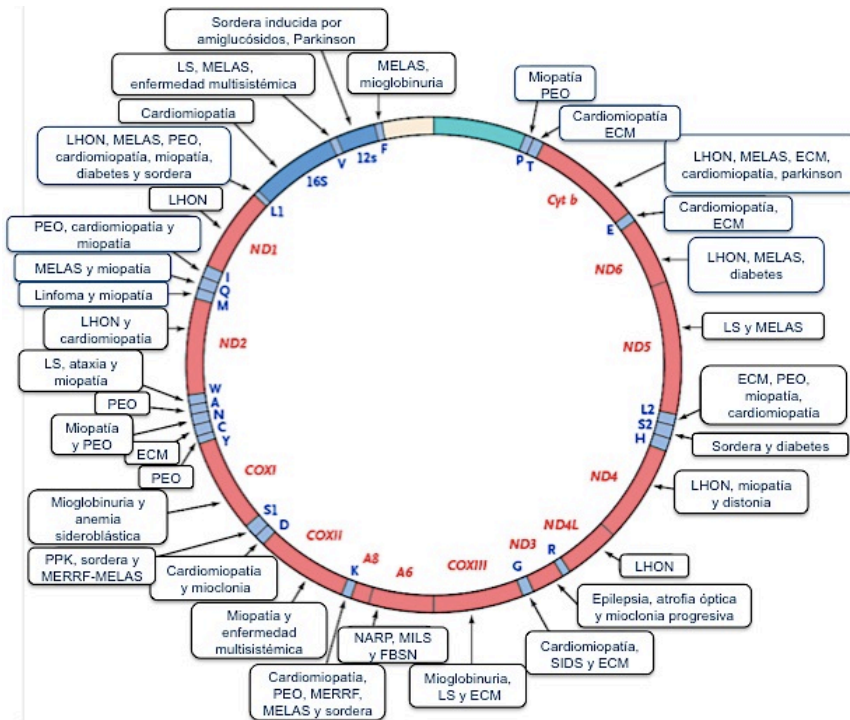 Sordera inducida por
amiglucósidos, Parkinson
LS, MELAS,
enfermedad multisistémica
MELAS,
mioglobinuria
Cardiomiopatía
LHON, MELAS, PEO,
cardiomiopatía, miopatía,
diabetes y sordera
LHON
PEO, cardiomiopatía y
miopatía
MELAS y miopatía
Linfoma y miopatía
LHON y
cardiomiopatía
LS, ataxia y
miopatía
PEO
Miopatía
y PEO
ECM
PEO
Mioglobinuria y
anemia
sideroblástica
PPK, sordera y
MERRF-MELAS
Cardiomiopatía
y mioclonia
Miopatía y
enfermedad
multisistémica
Cardiomiopatía,
PEO, MERRF,
MELAS y sordera
NARP, MILS
y FBSN
Mioglobinuria,
LS y ECM
Cardiomiopatía,
SIDS y ECM
Epilepsia, atrofia óptica
y mioclonia progresiva
LHON
LHON, miopatía
y distonia
Sordera y diabetes
ECM, PEO,
miopatía,
cardiomiopatía
LS y MELAS
LHON, MELAS,
diabetes
Cardiomiopatía,
ECM
LHON, MELAS, ECM,
cardiomiopatía, parkinson
Cardiomiopatía
ECM
Miopatía
PEO
F
12s
V
16S
L1
ND1
I
Q
M
ND2
W
A
N
C
Y
COXI
S1
D
COXII
K
A8
A6
COXIII
G
ND3
R
ND4L
ND4
H
S2
L2
ND5
ND6
E
Cyt b
T
P